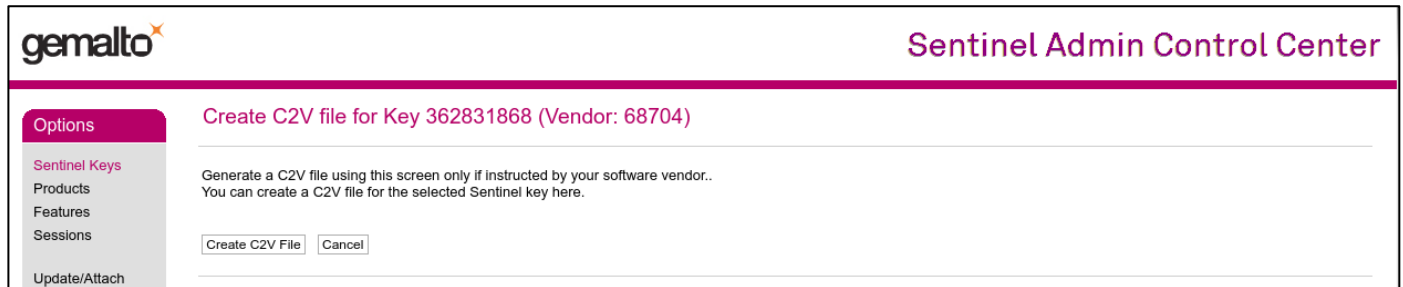 gemalto
Sentinel Admin Control Center
Options
Sentinel Keys
Products
Features
Sessions
Update/Attach
Create C2V file for Key 362831868 (Vendor: 68704)
Generate a C2V file using this screen only if instructed by your software vendor..
You can create a C2V file for the selected Sentinel key here.
Create C2V File Cancel